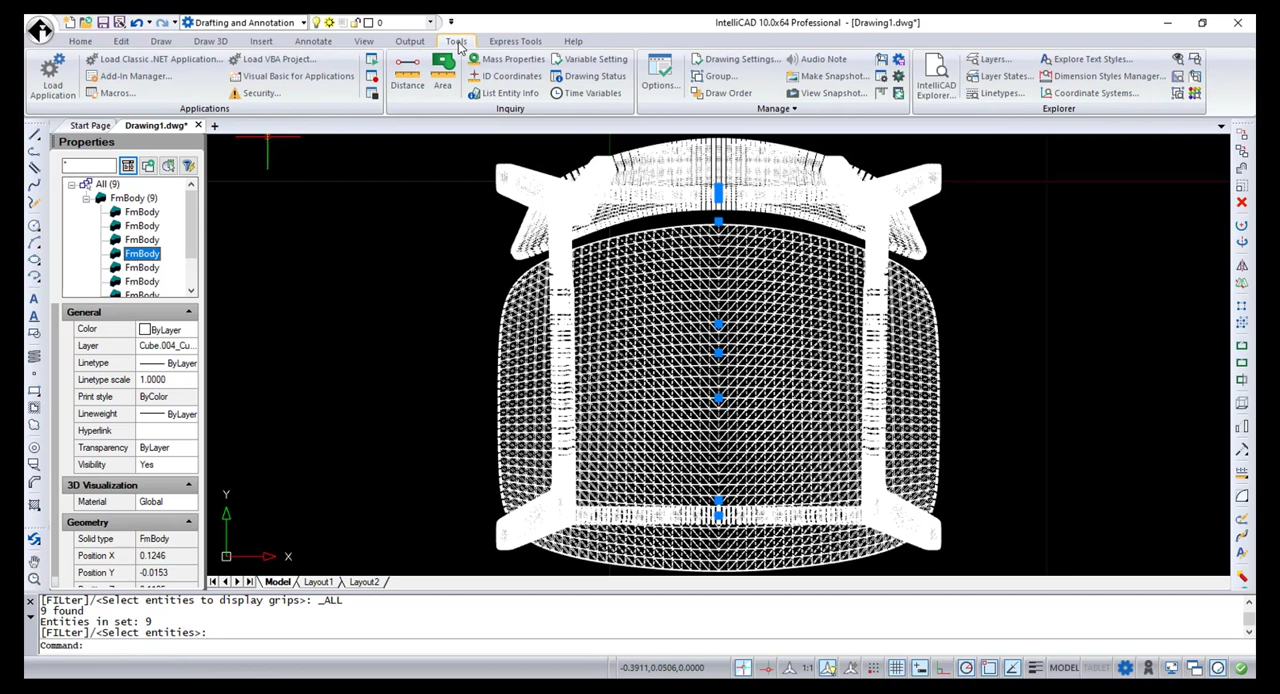 Drafting and Annotation
0
IntelliCAD 10.0x64 Professional - [Drawing1.dwg*]
Home Edit Draw Draw 3D Insert Annotate View Output Tools Express Tools Help
Load Application
Load Classic .NET Application...
Load VBA Project...
Add-In Manager...
Visual Basic for Applications
Macros...
Security...
Applications
Distance
Area
Mass Properties
Variable Setting
ID Coordinates
Drawing Status
List Entity Info
Time Variables
Inquiry
Options...
Drawing Settings...
Audio Note
Group...
Make Snapshot...
Draw Order
View Snapshot...
Manage
IntelliCAD Explorer...
Layers...
Explore Text Styles...
Layer States...
Dimension Styles Manager...
Linetypes...
Coordinate Systems...
Explorer
Start Page
Drawing1.dwg*
Properties
All (9)
FmBody (9)
FmBody
FmBody
FmBody
FmBody
FmBody
FmBody
FmBody
General
Color ByLayer
Layer Cube.004_Cu...
Linetype ByLayer
Linetype scale 1.0000
Print style ByColor
Lineweight ByLayer
Hyperlink
Transparency ByLayer
Visibility Yes
3D Visualization
Material Global
Geometry
Solid type FmBody
Position X 0.1246
Position Y -0.0153
Y
X
Model Layout1 Layout2
[FILter]/<Select entities to display grips>: _ALL
9 found
Entities in set: 9
[FILter]/<Select entities>:
Command:
-0.3911,0.0506,0.0000
1:1
MODEL
TABLET